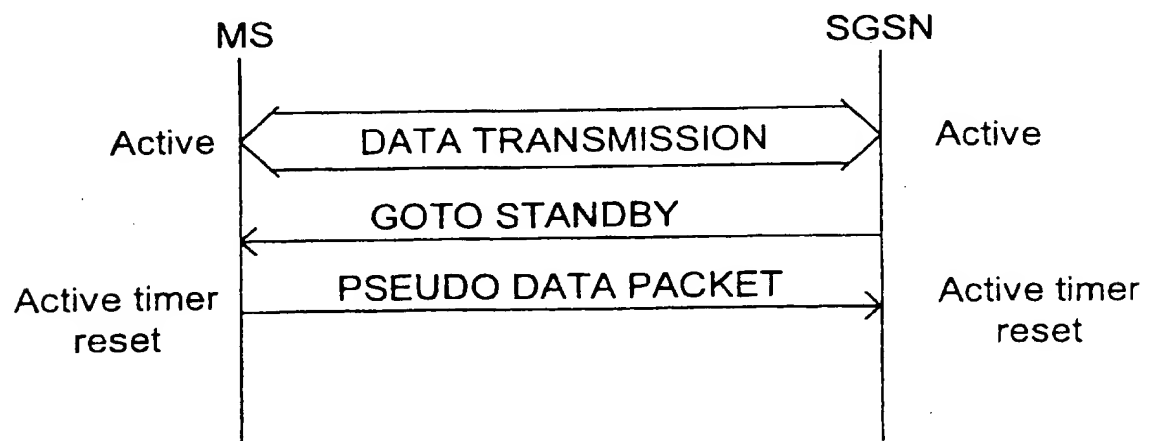 MS
SGSN
Active
DATA TRANSMISSION
Active
GOTO STANDBY
Active timer
reset
PSEUDO DATA PACKET
Active timer
reset